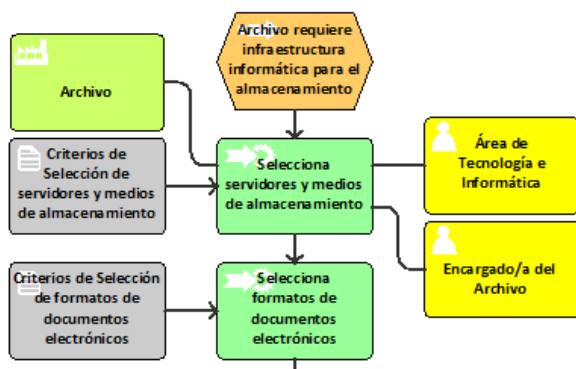 Archivo requiere
infraestructura
informática para el
almacenamiento
Archivo
Criterios de
Selección de
servidores y medios
de almacenamiento
Selecciona
servidores y medios
de almacenamiento
Área de
Tecnología e
Informática
Encargado/a del
Archivo
Criterios de Selección
de formatos de
documentos
electrónicos
Selecciona
formatos de
documentos
electrónicos